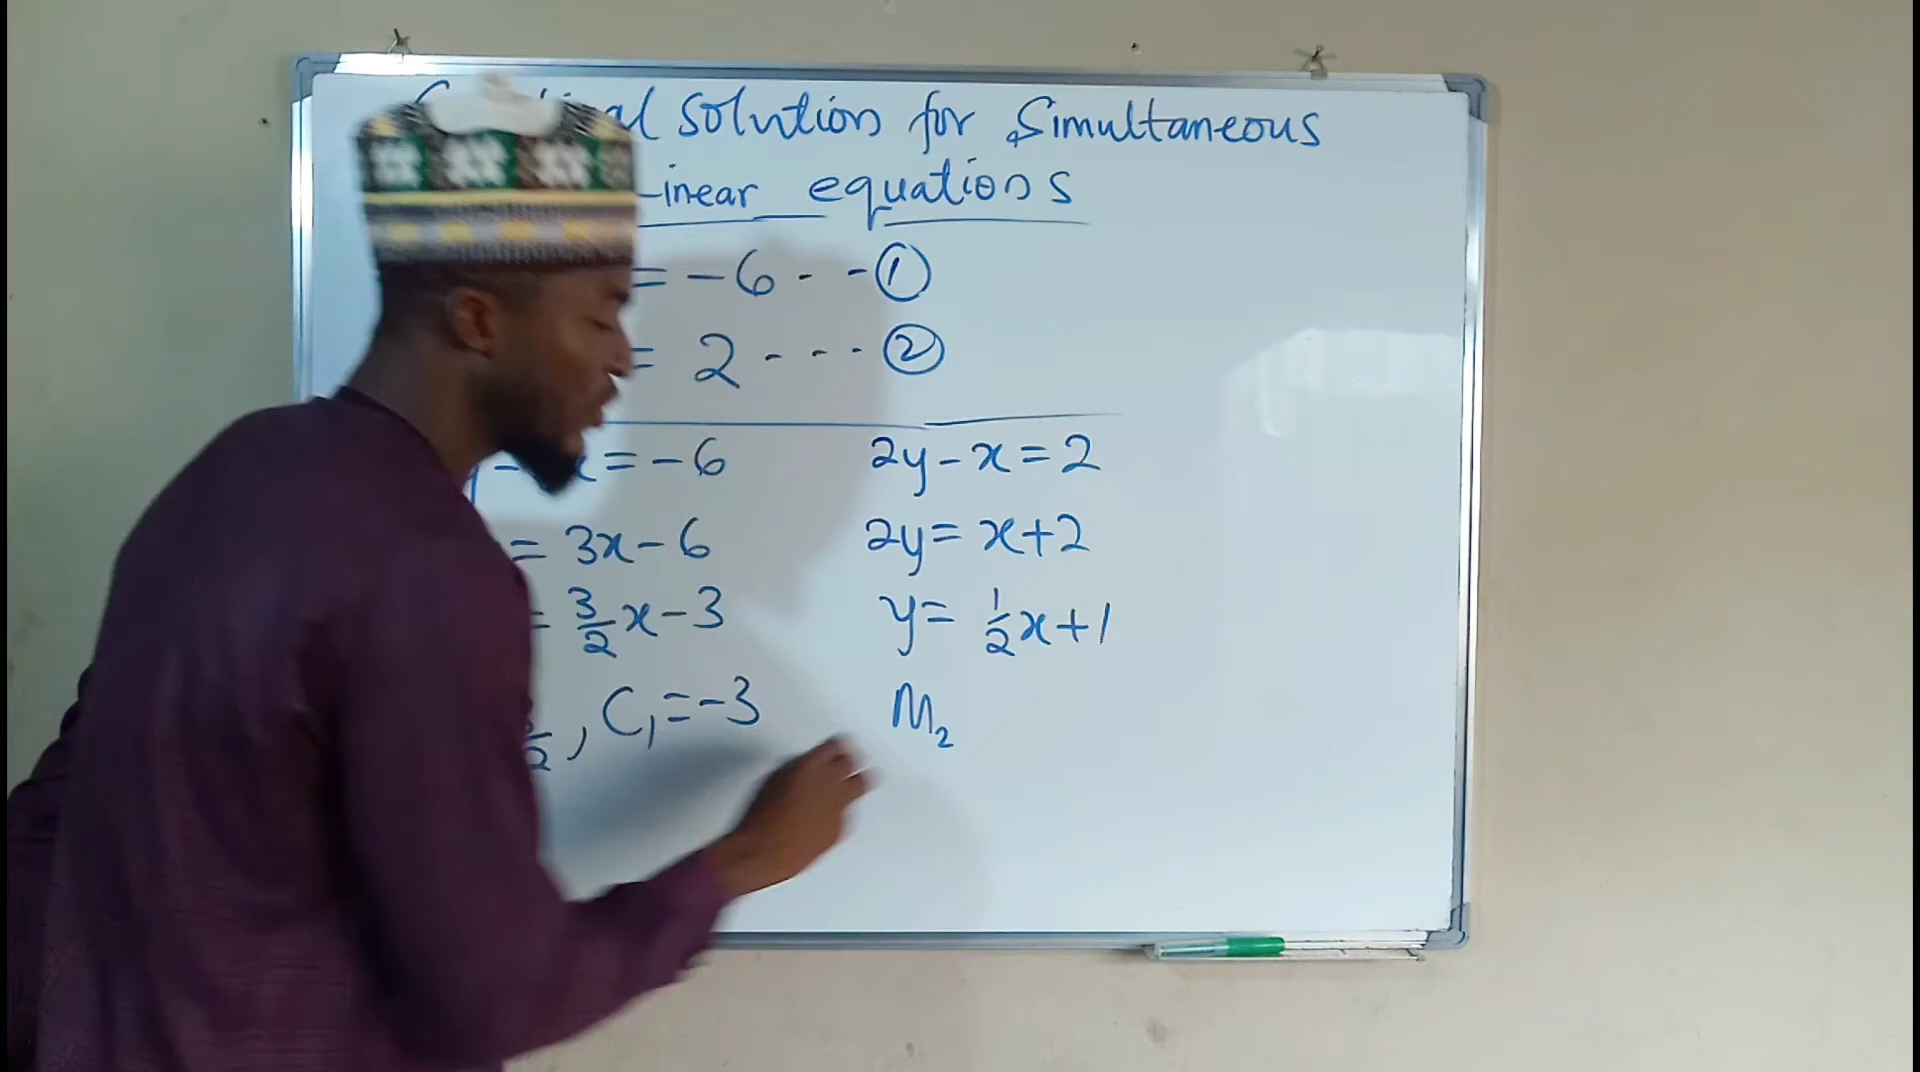 solution for Simultaneous
Linear equations
= -6 - - ①
= 2 - - - ②
= -6
2y - x = 2
= 3x - 6
2y = x + 2
= 3/2 x - 3
y = 1/2 x + 1
, C₁ = -3
M₂